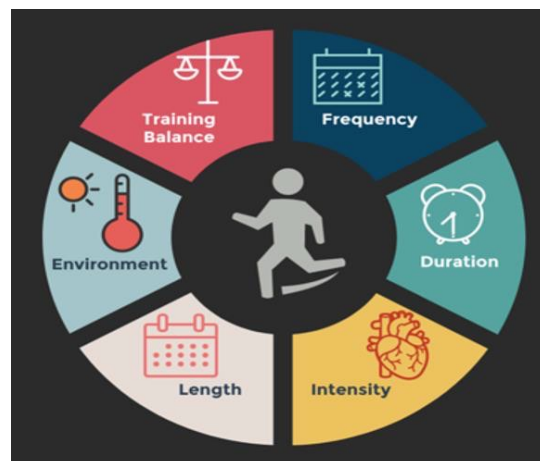 Training
Balance
Frequency
Environment
Duration
Length
Intensity